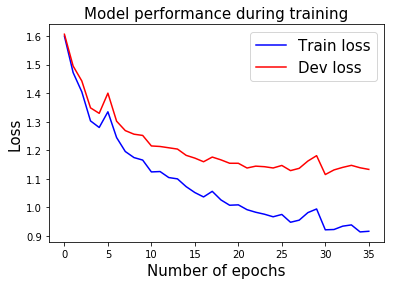 Model performance during training
Train loss
Dev loss
Loss
1.6
1.5
1.4
1.3
1.2
1.1
1.0
0.9
0 5 10 15 20 25 30 35
Number of epochs